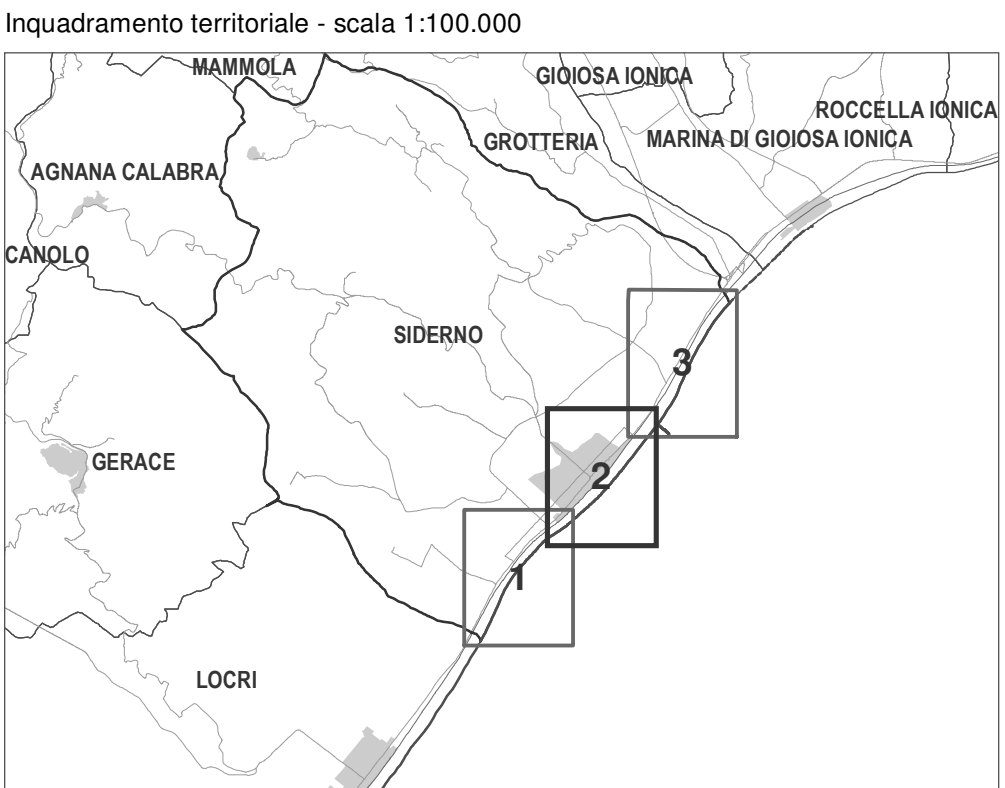 Inquadramento territoriale - scala 1:100.000
MAMMOLA
GIOIOSA IONICA
ROCCELLA IONICA
GROTTERIA
MARINA DI GIOIOSA IONICA
AGNANA CALABRA
CANOLO
SIDERNO
3
GERACE
2
1
LOCRI